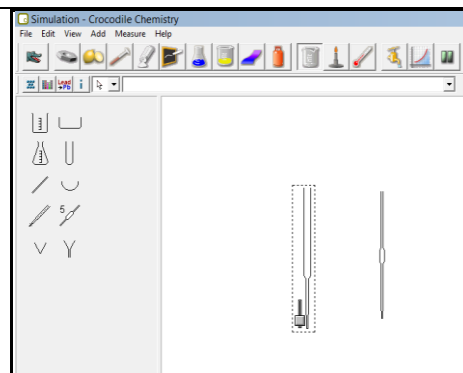 Simulation - Crocodile Chemistry
File Edit View Add Measure Help
Lead
Pb
i
5